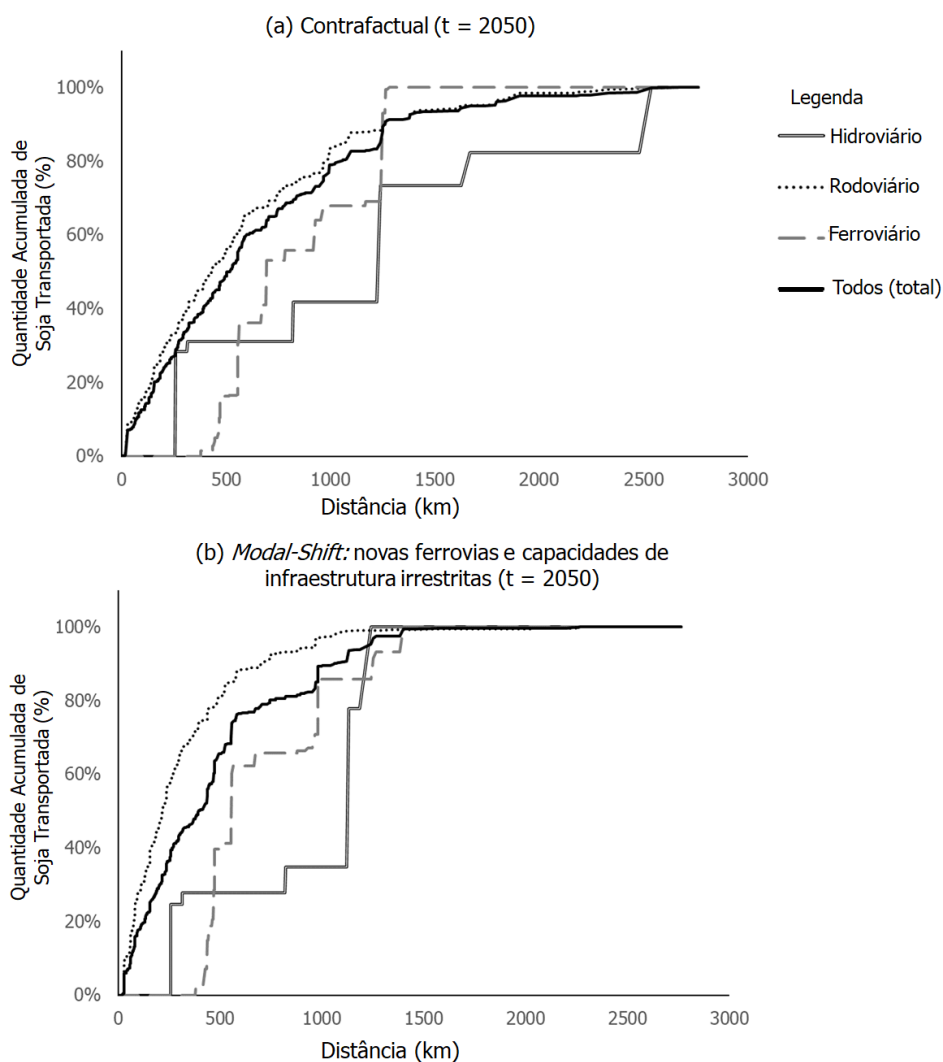 (a) Contrafactual (t = 2050)
Quantidade Acumulada de
Soja Transportada (%)
100%
80%
60%
40%
20%
0%
0 500 1000 1500 2000 2500 3000
Distância (km)
Legenda
Hidroviário
Rodoviário
Ferroviário
Todos (total)
(b) Modal-Shift: novas ferrovias e capacidades de
infraestrutura irrestritas (t = 2050)
Quantidade Acumulada de
Soja Transportada (%)
100%
80%
60%
40%
20%
0%
0 500 1000 1500 2000 2500 3000
Distância (km)